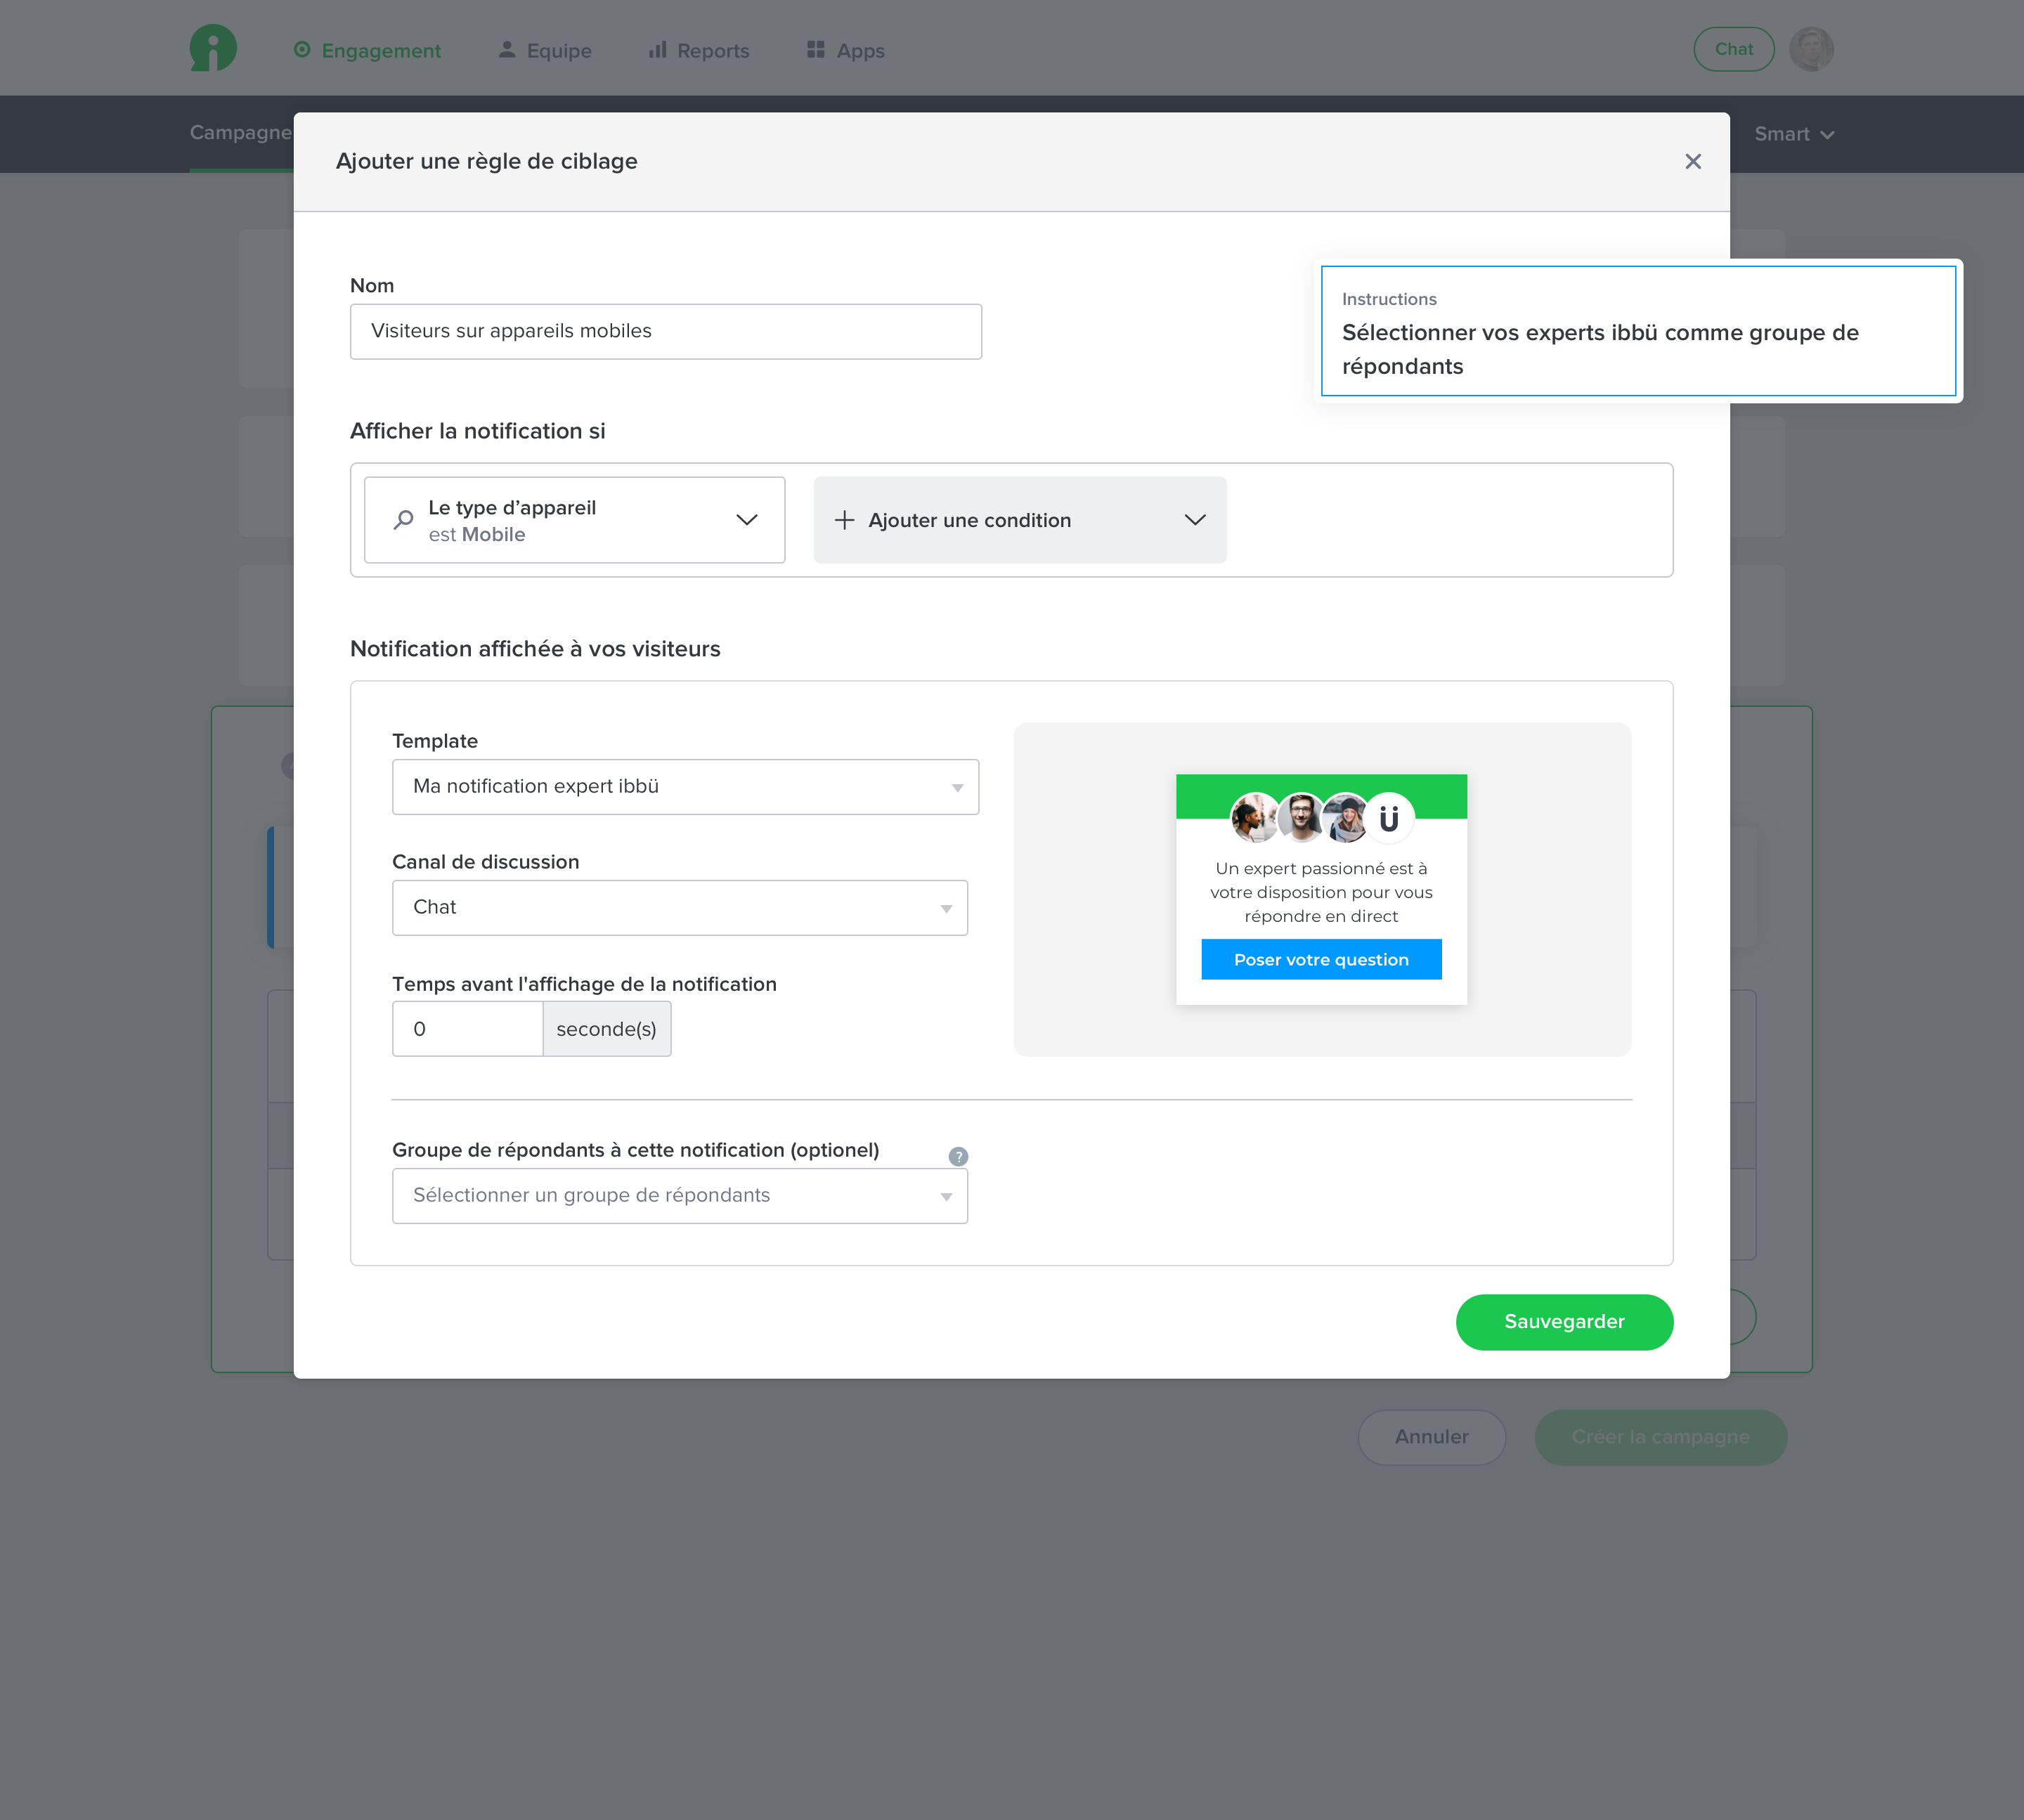 Engagement
Equipe
Reports
Apps
Chat
Campagne
Smart
Ajouter une règle de ciblage
Instructions
Sélectionner vos experts ibbü comme groupe de
répondants
Nom
Visiteurs sur appareils mobiles
Afficher la notification si
Le type d’appareil
est Mobile
Ajouter une condition
Notification affichée à vos visiteurs
Template
Ma notification expert ibbü
Canal de discussion
Chat
Temps avant l'affichage de la notification
0 seconde(s)
Ü
Un expert passionné est à
votre disposition pour vous
répondre en direct
Poser votre question
Groupe de répondants à cette notification (optionel)
?
Sélectionner un groupe de répondants
Sauvegarder
Annuler
Créer la campagne